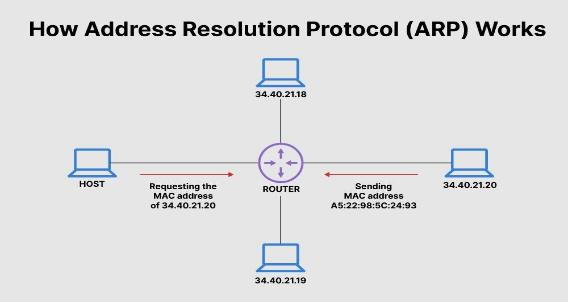 How Address Resolution Protocol (ARP) Works
34.40.21.18
HOST
Requesting the
MAC address
of 34.40.21.20
ROUTER
Sending
MAC address
A5:22:98:5C:24:93
34.40.21.20
34.40.21.19